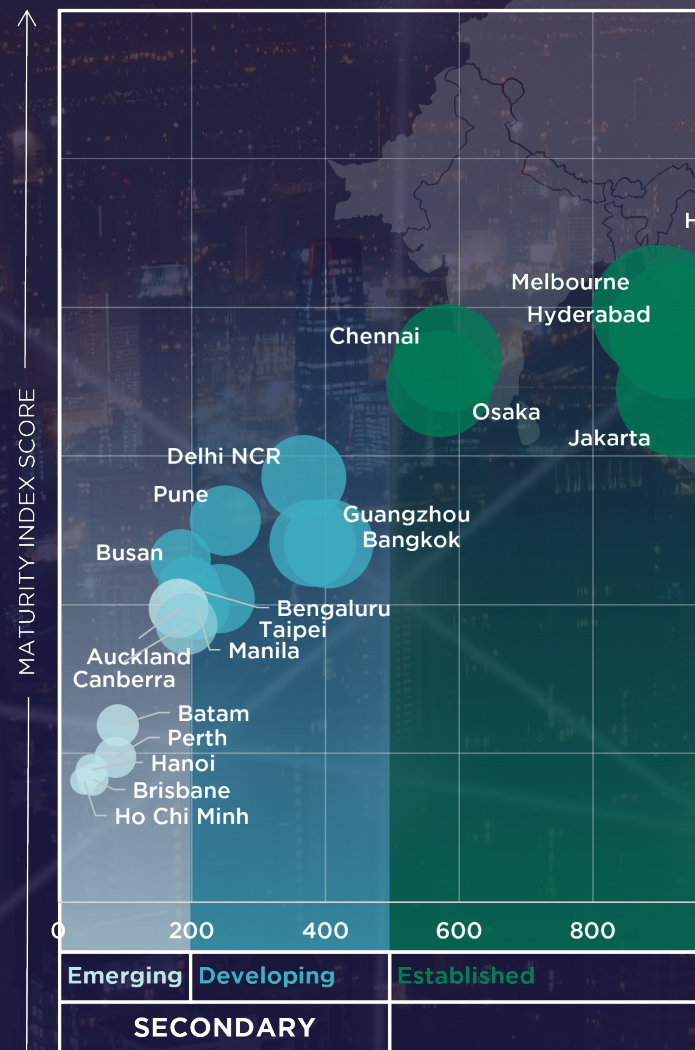 MATURITY INDEX SCORE
H
Melbourne
Hyderabad
Chennai
Osaka
Jakarta
Delhi NCR
Pune
Guangzhou
Bangkok
Busan
Bengaluru
Taipei
Manila
Auckland
Canberra
Batam
Perth
Hanoi
Brisbane
Ho Chi Minh
0 200 400 600 800
Emerging Developing Established
SECONDARY